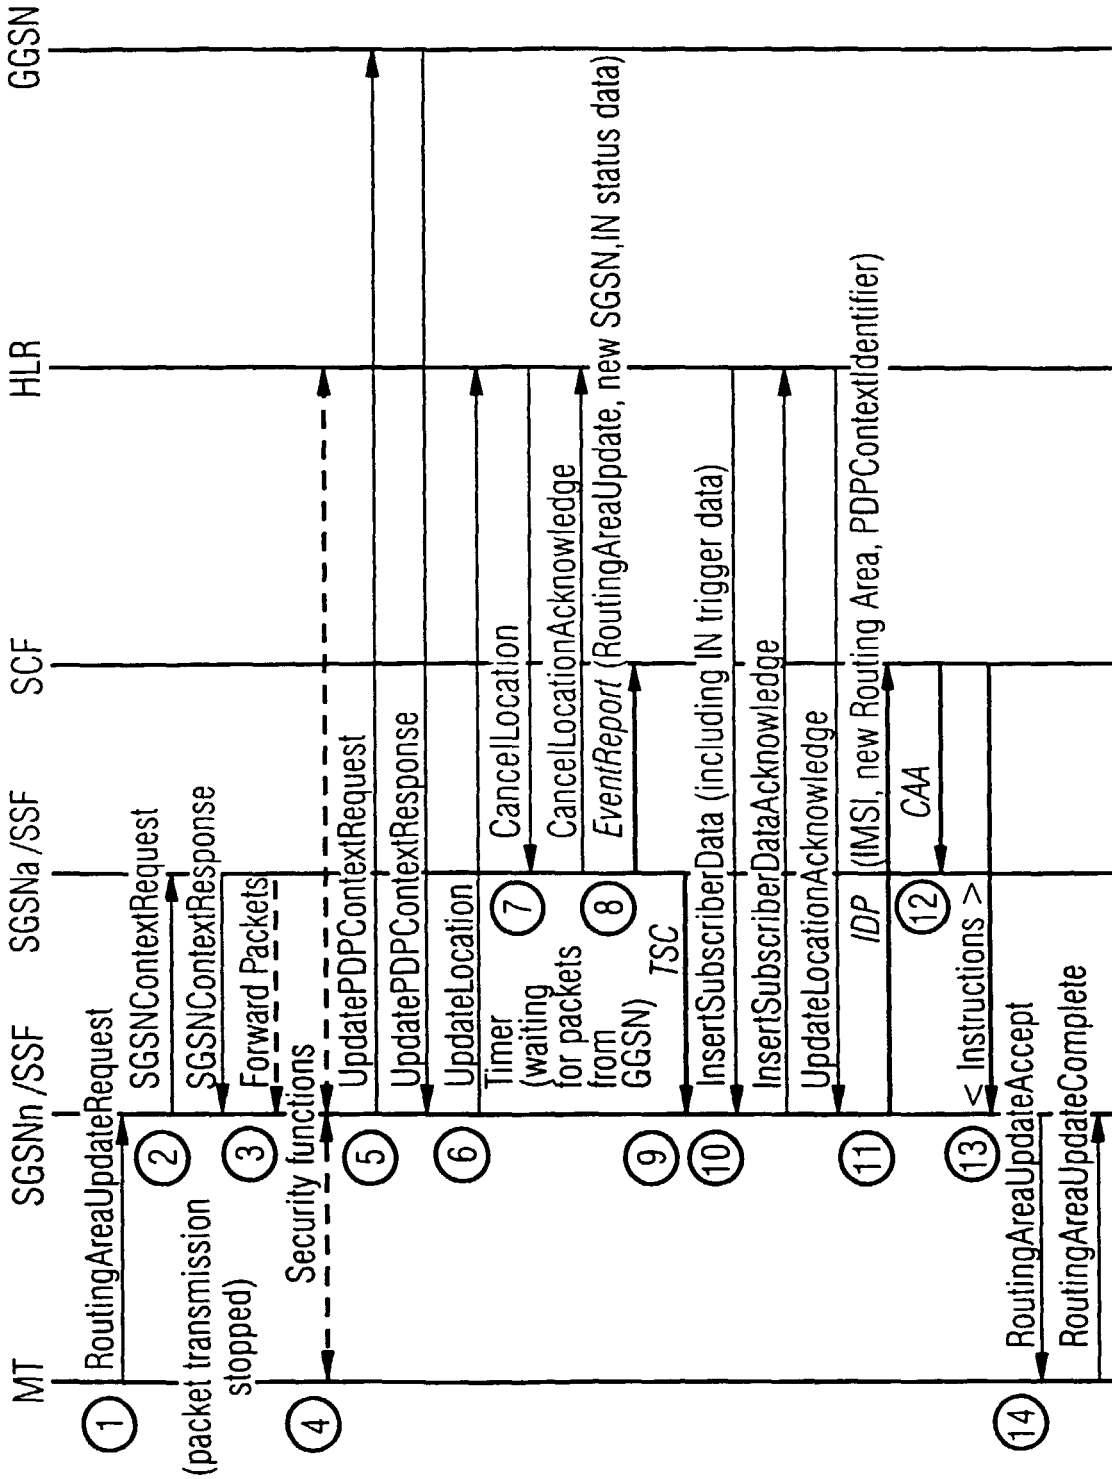 MT
SGSNn /SSF
SGSNa /SSF
SCF
HLR
GGSN
1
RoutingAreaUpdateRequest
2
SGSNContextRequest
(packet transmission
stopped)
SGSNContextResponse
3
Forward Packets
4
Security functions
5
UpdatePDPContextRequest
UpdatePDPContextResponse
6
UpdateLocation
7
CancelLocation
Timer
(waiting
for packets
from
GGSN)
CancelLocationAcknowledge
8
EventReport (RoutingAreaUpdate, new SGSN,IN status data)
9
TSC
10
InsertSubscriberData (including IN trigger data)
InsertSubscriberDataAcknowledge
UpdateLocationAcknowledge
11
IDP (IMSI, new Routing Area, PDPContextIdentifier)
12
CAA
13
< Instructions >
14
RoutingAreaUpdateAccept
RoutingAreaUpdateComplete